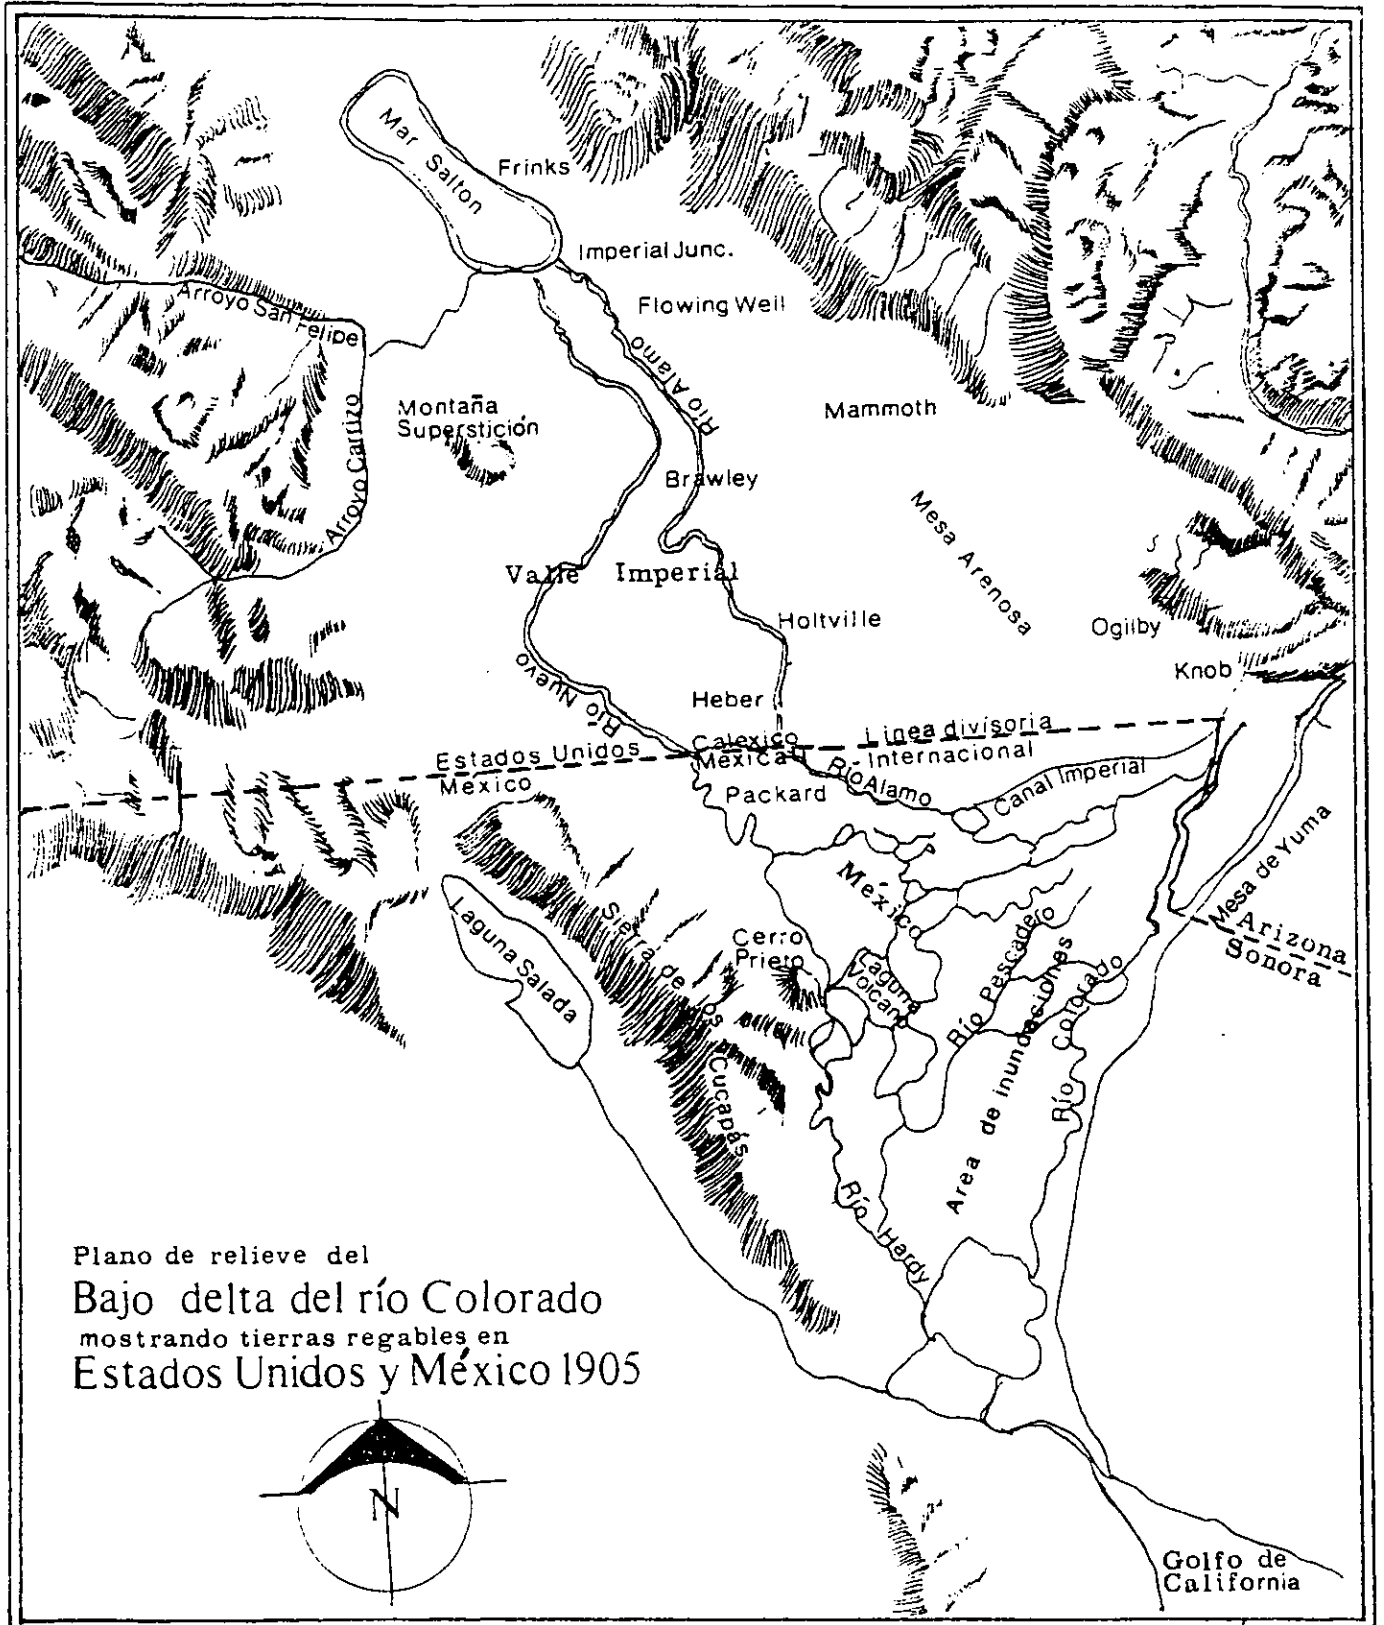 Mar Salton
Frinks
Imperial Junc.
Flowing Well
Arroyo San Felipe
Río Alamo
Montaña
Superstición
Mammoth
Arroyo Carrizo
Brawley
Mesa Arenosa
Valle Imperial
Holtville
Ogilby
Knob
Río Nuevo
Heber
Calexico
Línea divisoria
Estados Unidos
Mexicali
Internacional
México
Río Alamo
Canal Imperial
Packard
Mesa de Yuma
México
Laguna Salada
Sierra de los Cucapás
Cerro
Prieto
Laguna
Volcano
Río Pescadero
Area de inundaciones
Río Colorado
Arizona
Sonora
Río Hardy
Plano de relieve del
Bajo delta del río Colorado
mostrando tierras regables en
Estados Unidos y México 1905
N
Golfo de
California